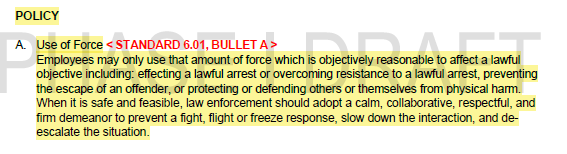 POLICY
A. Use of Force < STANDARD 6.01, BULLET A >
Employees may only use that amount of force which is objectively reasonable to affect a lawful
objective including: effecting a lawful arrest or overcoming resistance to a lawful arrest, preventing
the escape of an offender, or protecting or defending others or themselves from physical harm.
When it is safe and feasible, law enforcement should adopt a calm, collaborative, respectful, and
firm demeanor to prevent a fight, flight or freeze response, slow down the interaction, and de-
escalate the situation.
PHASE I DRAFT